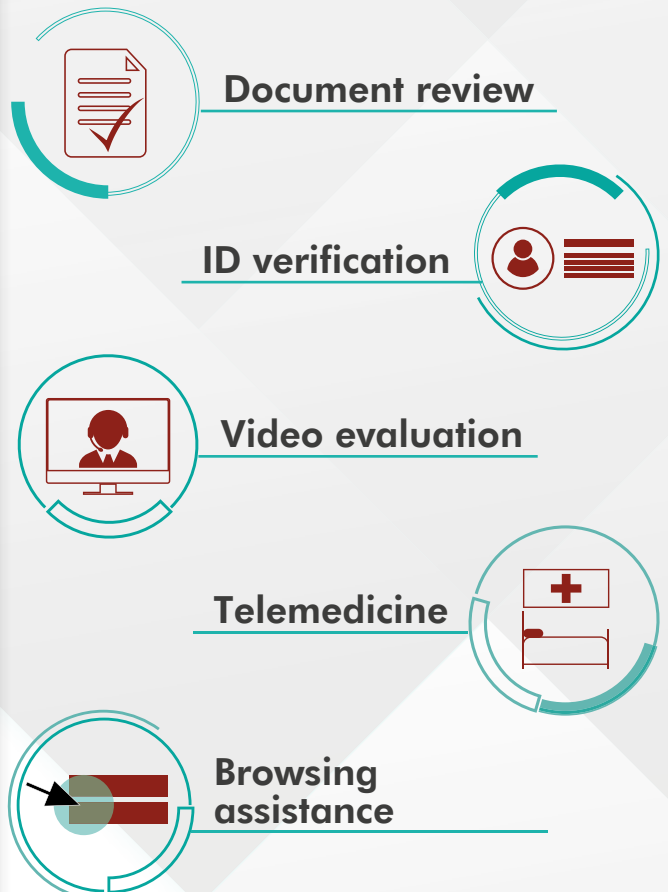 Document review
ID verification
Video evaluation
Telemedicine
Browsing
assistance